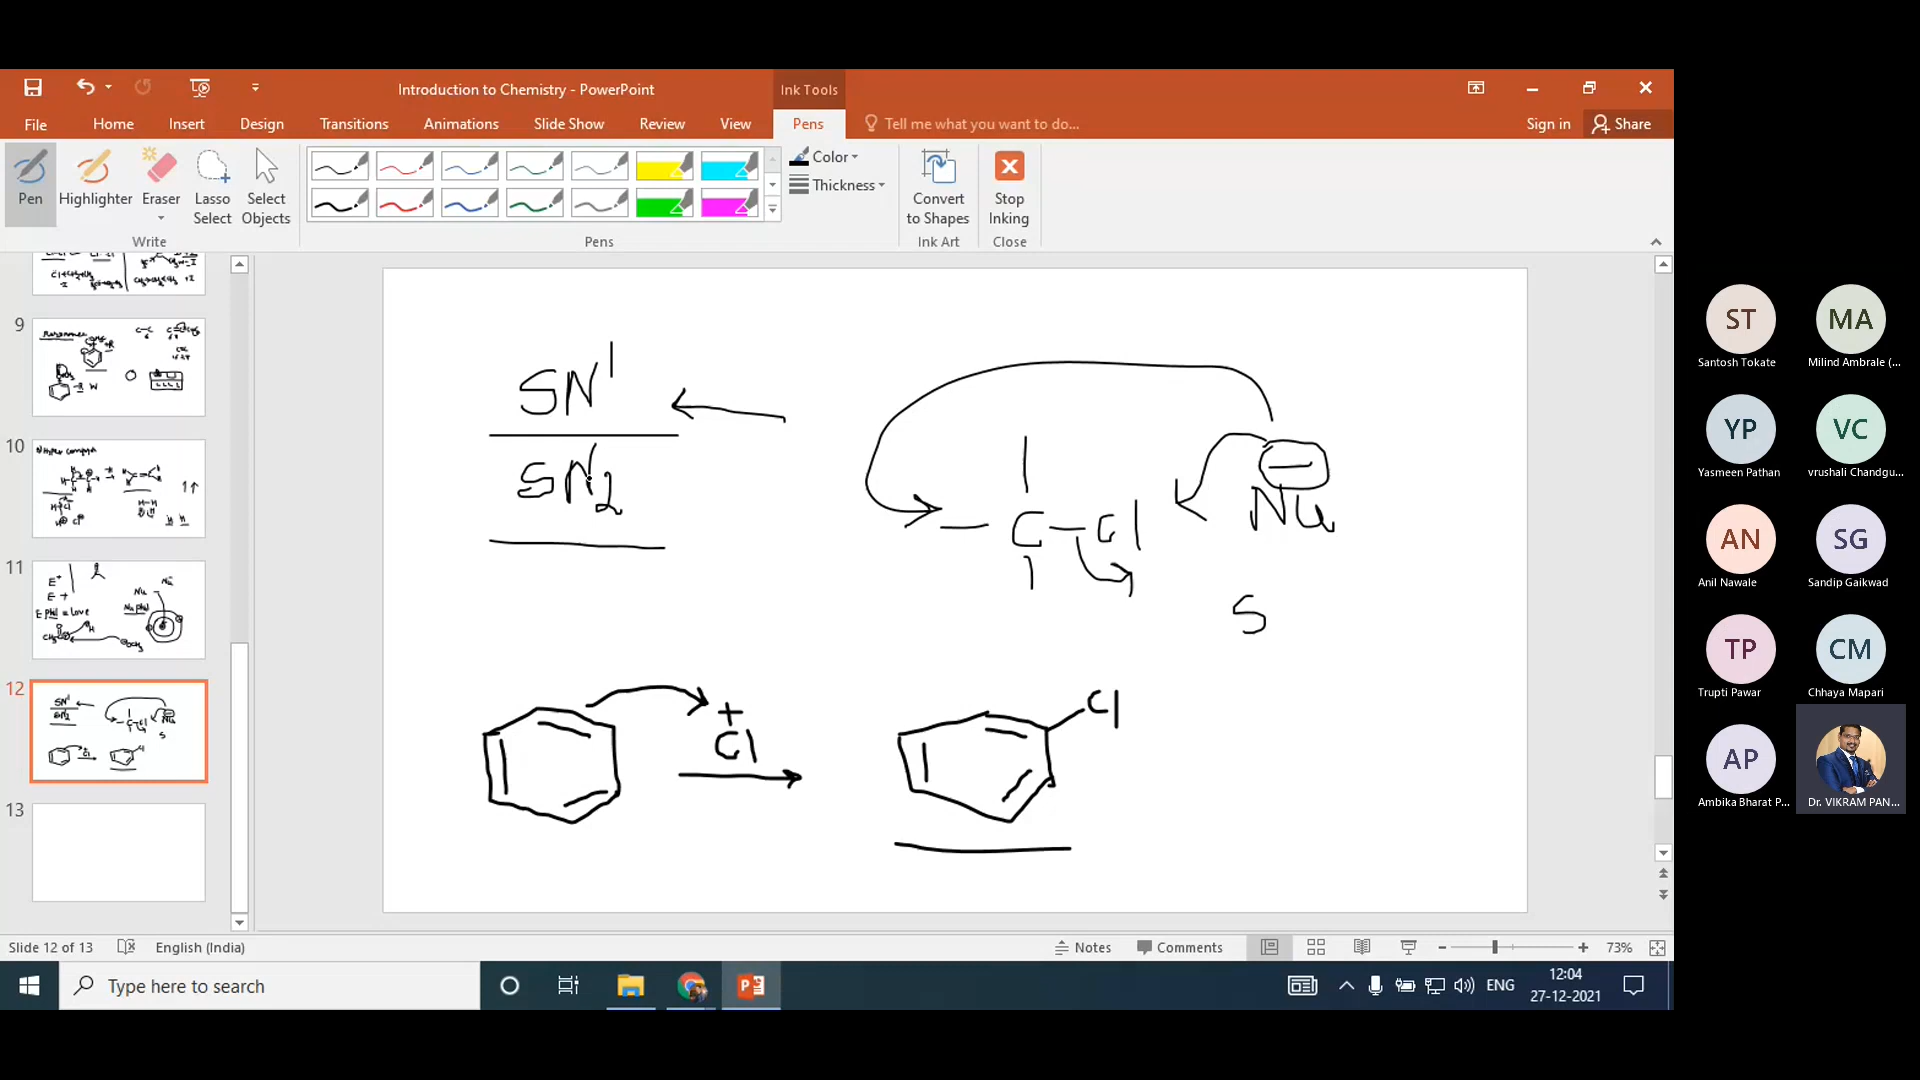 Introduction to Chemistry - PowerPoint
Ink Tools
File Home Insert Design Transitions Animations Slide Show Review View Pens Tell me what you want to do... Sign in Share
Pen Highlighter Eraser Lasso Select Select Objects
Write
Pens
Color
Thickness
Convert to Shapes
Ink Art
Stop Inking
Close
9
10
11
E+
12
13
SN1
SN2
C Cl
Nu
S
+
Cl
Cl
ST
Santosh Tokate
MA
Milind Ambrale (...
YP
Yasmeen Pathan
VC
vrushali Chandgu...
AN
Anil Nawale
SG
Sandip Gaikwad
TP
Trupti Pawar
CM
Chhaya Mapari
AP
Ambika Bharat P...
Dr. VIKRAM PAN...
Slide 12 of 13 English (India) Notes Comments 73%
Type here to search
ENG
12:04
27-12-2021